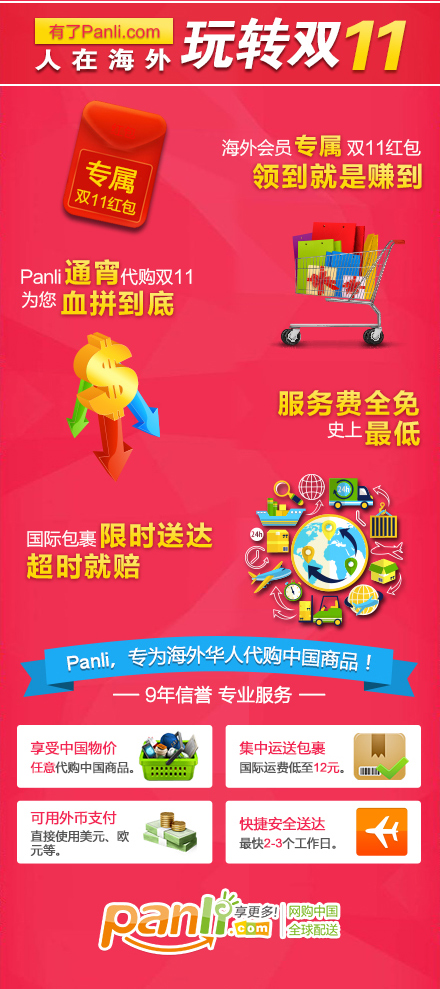 有了Panli.com
人在海外 玩转双11
专属
双11红包
海外会员 专属 双11红包
领到就是赚到
Panli 通宵代购双11
为您 血拼到底
服务费全免
史上 最低
国际包裹 限时送达
超时就赔
24h
24h
Panli，专为海外华人代购中国商品！
9年信誉 专业服务
享受中国物价
任意代购中国商品。
集中运送包裹
国际运费低至12元。
可用外币支付
直接使用美元、欧
元等。
快捷安全送达
最快2-3个工作日。
panli.com
享更多!
网购中国
全球配送